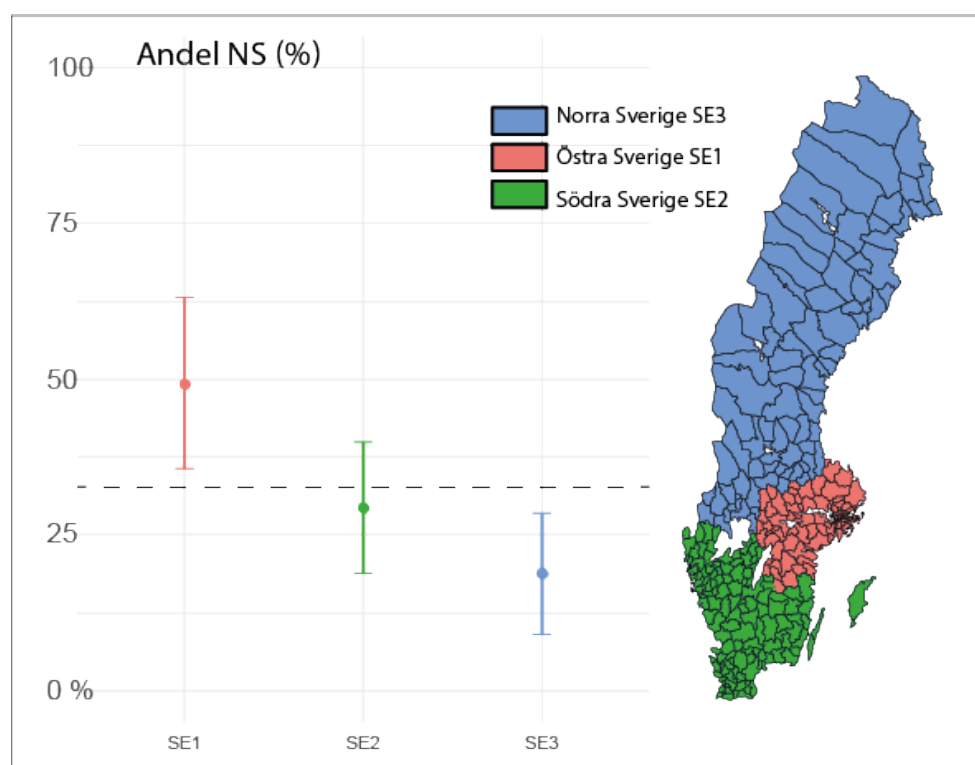 Andel NS (%)
100
75
50
25
0 %
SE1
SE2
SE3
Norra Sverige SE3
Östra Sverige SE1
Södra Sverige SE2